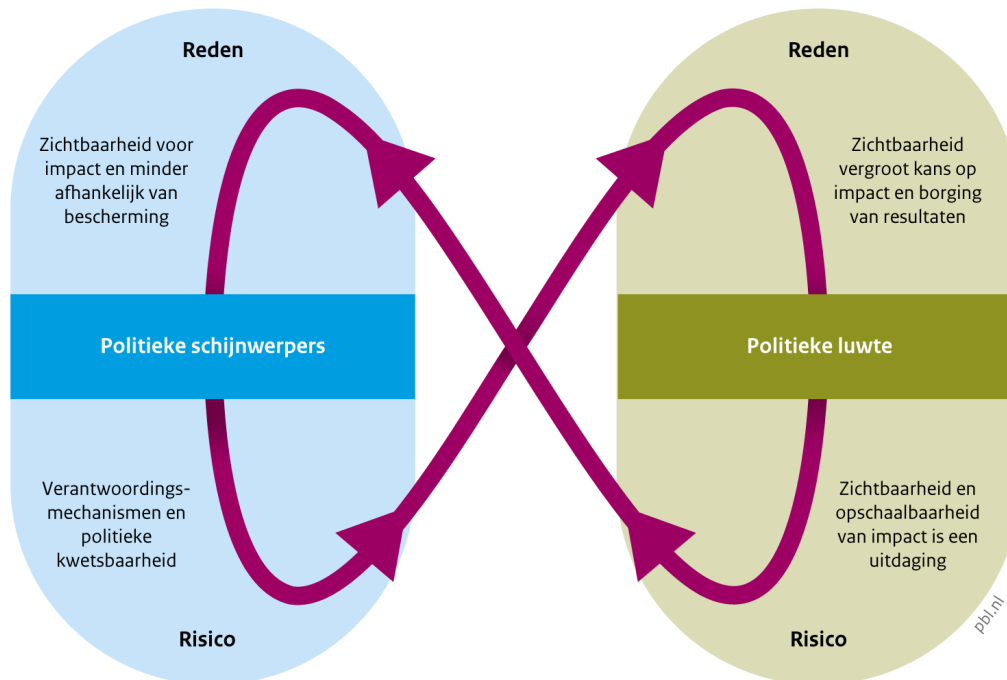 Reden
Zichtbaarheid voor
impact en minder
afhankelijk van
bescherming
Politieke schijnwerpers
Verantwoordings-
mechanismen en
politieke
kwetsbaarheid
Risico
Reden
Zichtbaarheid
vergroot kans op
impact en borging
van resultaten
Politieke luwte
Zichtbaarheid en
opschaalbaarheid
van impact is een
uitdaging
Risico
pbl.nl